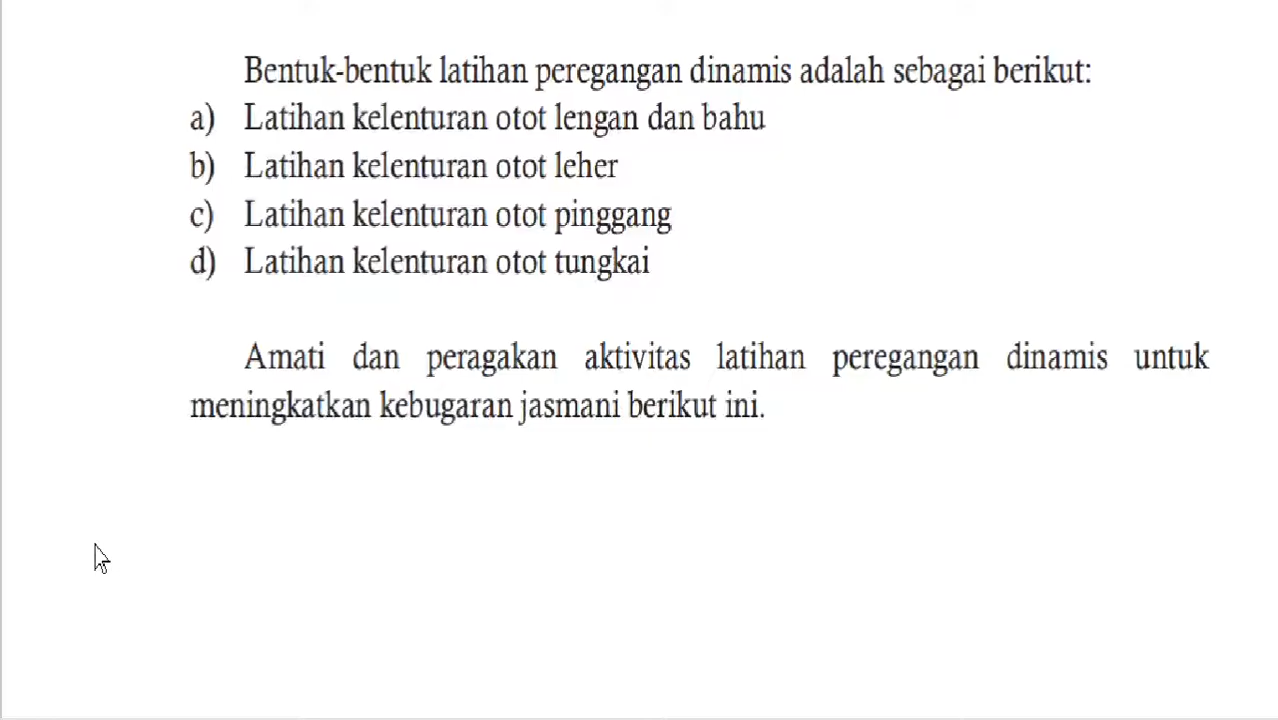 Bentuk-bentuk latihan peregangan dinamis adalah sebagai berikut:
a) Latihan kelenturan otot lengan dan bahu
b) Latihan kelenturan otot leher
c) Latihan kelenturan otot pinggang
d) Latihan kelenturan otot tungkai
Amati dan peragakan aktivitas latihan peregangan dinamis untuk
meningkatkan kebugaran jasmani berikut ini.